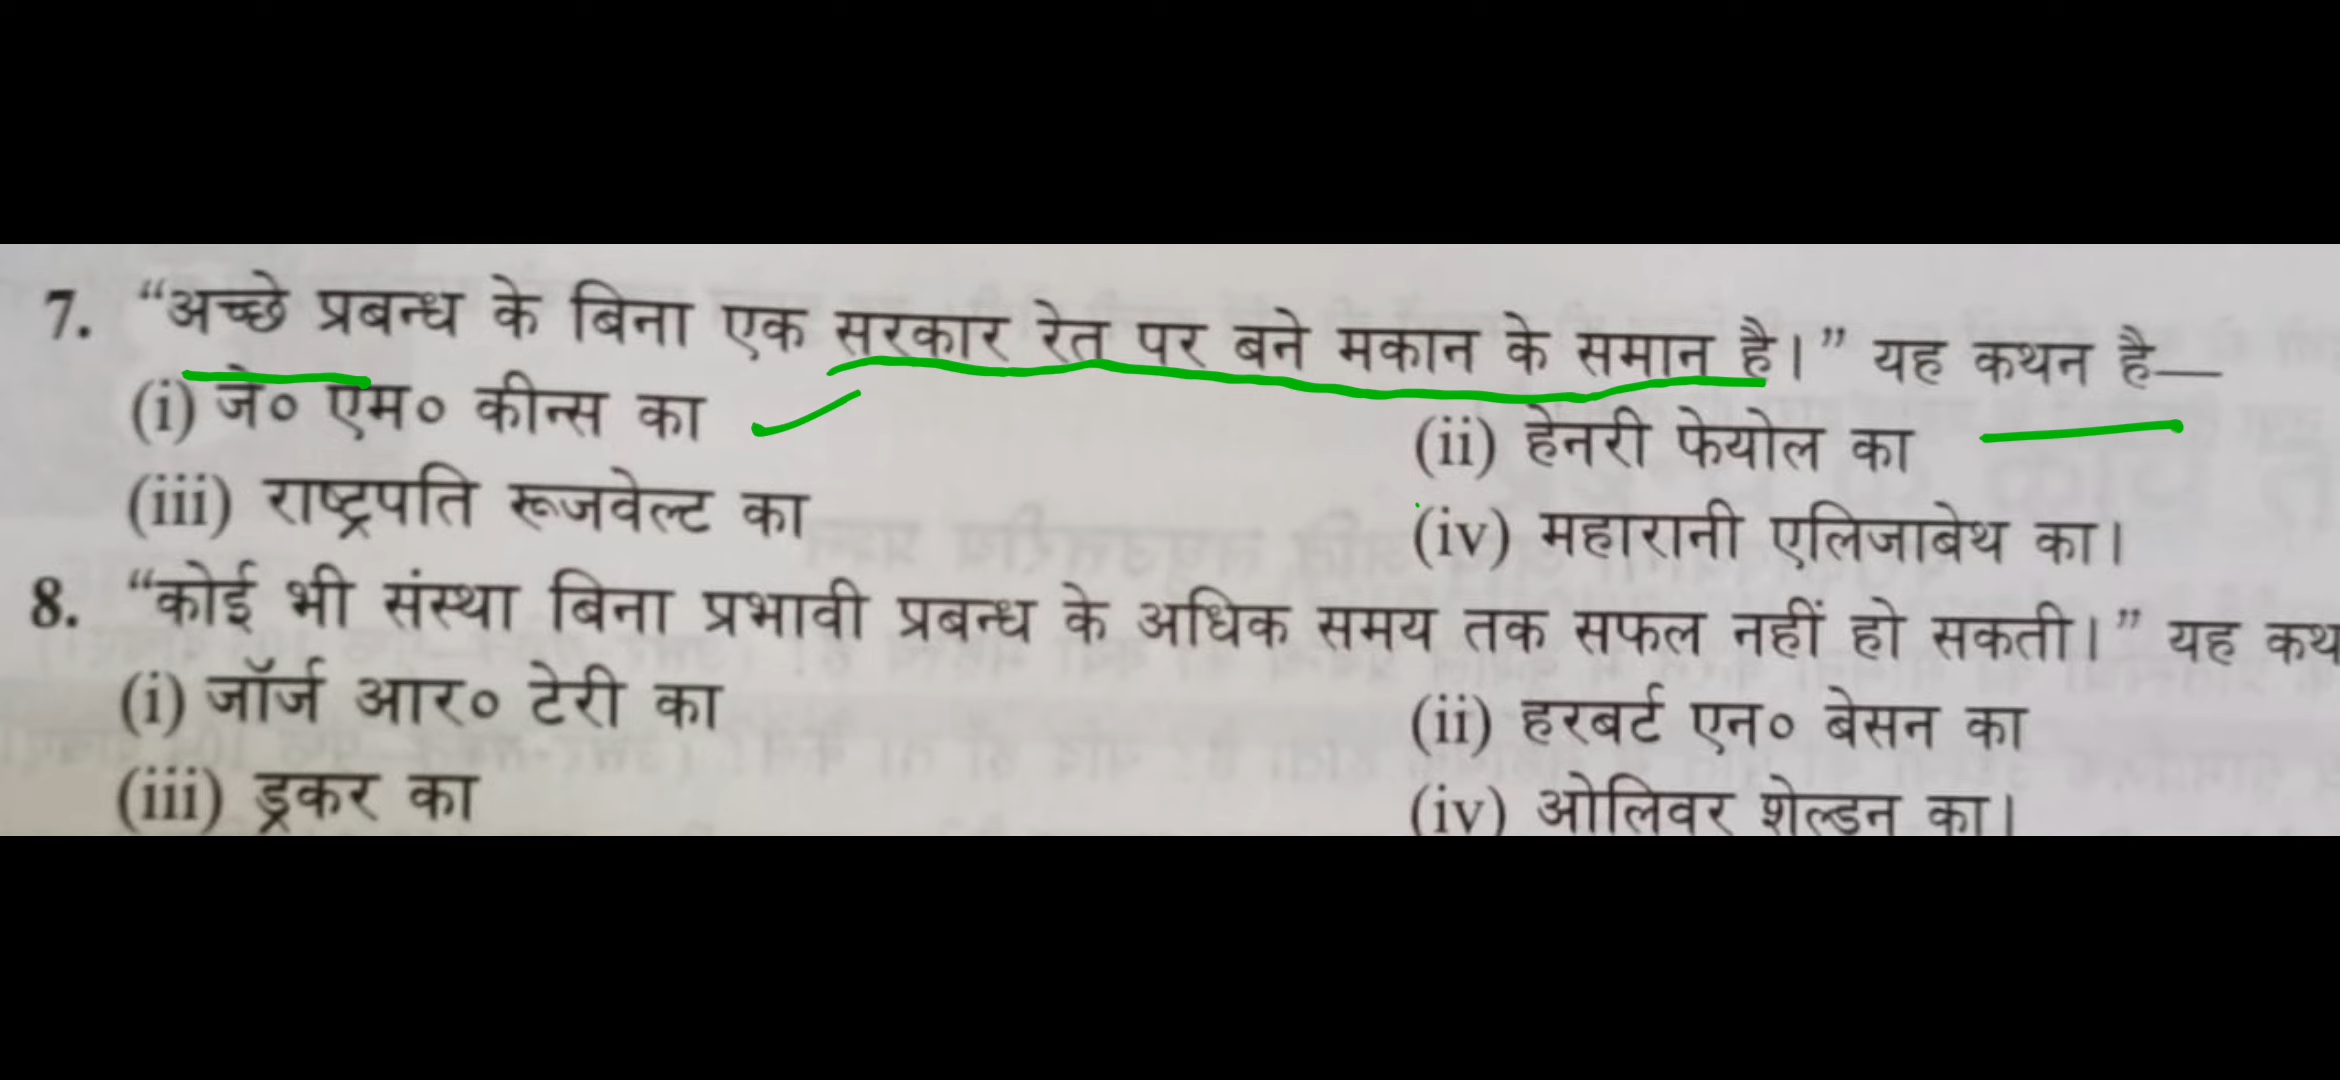 7. “अच्छे प्रबन्ध के बिना एक सरकार रेत पर बने मकान के समान है।” यह कथन है—
(i) जे० एम० कीन्स का (ii) हेनरी फेयोल का
(iii) राष्ट्रपति रूजवेल्ट का (iv) महारानी एलिजाबेथ का।
8. “कोई भी संस्था बिना प्रभावी प्रबन्ध के अधिक समय तक सफल नहीं हो सकती।” यह कथ
(i) जॉर्ज आर० टेरी का (ii) हरबर्ट एन० बेसन का
(iii) ड्रकर का (iv) ओलिवर शेल्डन का।